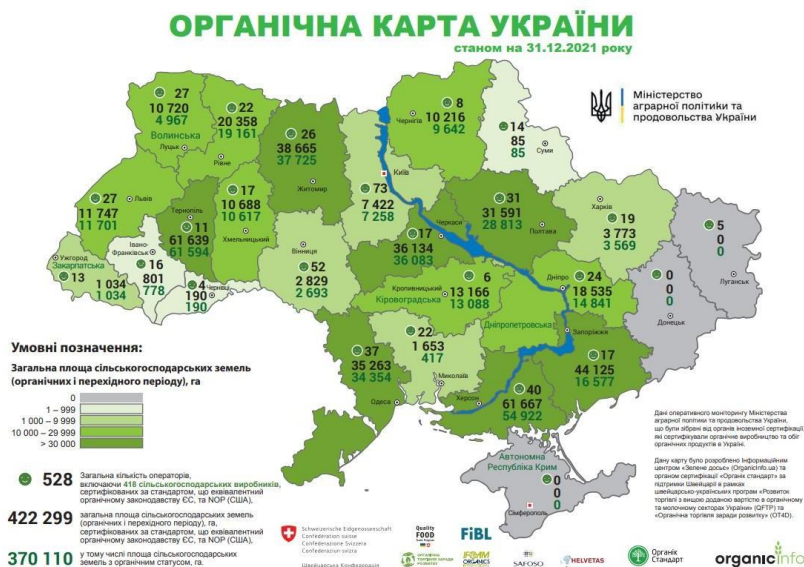 ОРГАНІЧНА КАРТА УКРАЇНИ
станом на 31.12.2021 року
Міністерство
аграрної політики та
продовольства України
27
10 720
4 967
Волинська
Луцьк
22
20 358
19 161
Рівне
26
38 665
37 725
Житомир
8
10 216
9 642
Чернігів
14
85
85
Суми
Київ
73
7 422
7 258
27
Львів
11 747
11 701
Тернопіль
11
61 639
61 594
17
10 688
10 617
Хмельницький
Вінниця
52
2 829
2 693
Черкаси
17
36 134
36 083
31
31 591
28 813
Полтава
Харків
19
3 773
3 569
5
0
0
Луганськ
Ужгород
Закарпатська
13
1 034
1 034
Івано-
Франківськ
16
801
778
Чернівці
4
190
190
Кропивницький
Кіровоградська
6
13 166
13 088
Дніпро
24
18 535
14 841
Дніпропетровська
0
0
0
Донецьк
22
1 653
417
Миколаїв
37
35 263
34 354
Одеса
Запоріжжя
17
44 125
16 577
40
61 667
54 922
Херсон
Автономна
Республіка Крим
0
0
0
Сімферополь
Умовні позначення:
Загальна площа сільськогосподарських земель
(органічних і перехідного періоду), га
0
1 – 999
1 000 – 9 999
10 000 – 29 999
> 30 000
528
Загальна кількість операторів,
включаючи 418 сільськогосподарських виробників,
сертифікованих за стандартом, що еквівалентний
органічному законодавству ЄС, та NOP (США),
422 299
загальна площа сільськогосподарських земель
(органічних і перехідного періоду), га,
сертифікованих за стандартом, що еквівалентний
органічному законодавству ЄС, та NOP (США),
370 110
у тому числі площа сільськогосподарських
земель з органічним статусом, га.
Дані оперативного моніторингу Міністерства
аграрної політики та продовольства України,
що були зібрані від органів іноземної сертифікації,
які сертифікували органічне виробництво та обіг
органічних продуктів в Україні.
Дану карту було розроблено Інформаційним
центром «Зелене досьє» (OrganicInfo.ua) та
органом сертифікації «Органік стандарт» за
підтримки Швейцарії в рамках
швейцарсько-українських програм «Розвиток
торгівлі з вищою доданою вартістю в органічному
та молочному секторах України» (QFTP) та
«Органічна торгівля заради розвитку» (OT4D).
Schweizerische Eidgenossenschaft
Confédération suisse
Confederazione Svizzera
Confederaziun svizra
Швейцарська Конфедерація
Quality
FOOD
FiBL
IFOAM
ORGANICS
SAFOSO
HELVETAS
Органік
Стандарт
organicinfo